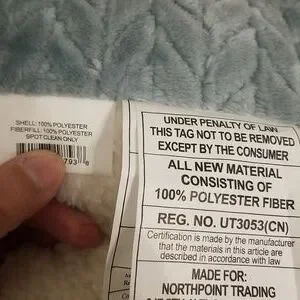 SHELL: 100% POLYESTER
FIBERFILL: 100% POLYESTER
SPOT CLEAN ONLY
UNDER PENALTY OF LAW
THIS TAG NOT TO BE REMOVED
EXCEPT BY THE CONSUMER
ALL NEW MATERIAL
CONSISTING OF
100% POLYESTER FIBER
REG. NO. UT3053(CN)
Certification is made by the manufacturer
that the materials in this article are
described in accordance with law
MADE FOR:
NORTHPOINT TRADING